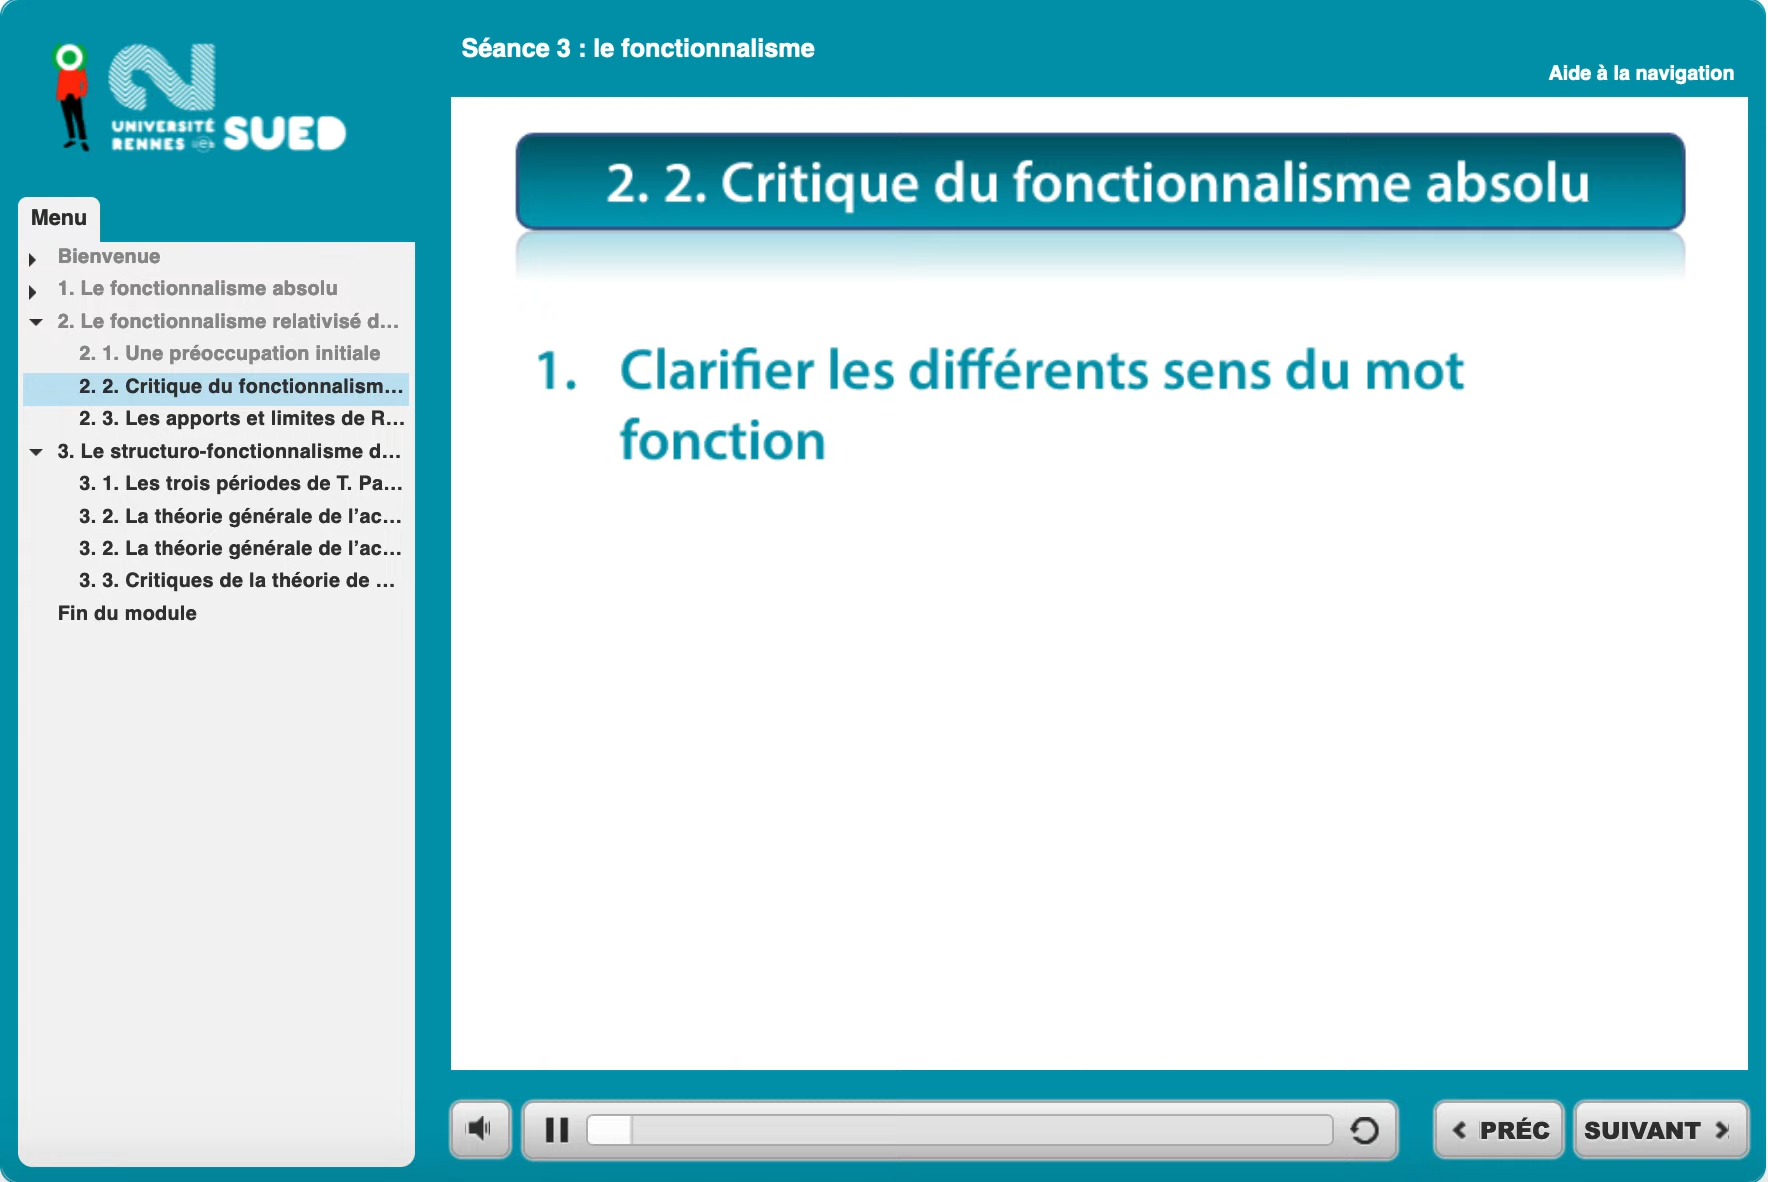 UNIVERSITÉ
RENNES ueb
SUED
Séance 3 : le fonctionnalisme
Aide à la navigation
Menu
Bienvenue
1. Le fonctionnalisme absolu
2. Le fonctionnalisme relativisé d...
2. 1. Une préoccupation initiale
2. 2. Critique du fonctionnalism...
2. 3. Les apports et limites de R...
3. Le structuro-fonctionnalisme d...
3. 1. Les trois périodes de T. Pa...
3. 2. La théorie générale de l’ac...
3. 2. La théorie générale de l’ac...
3. 3. Critiques de la théorie de ...
Fin du module
2. 2. Critique du fonctionnalisme absolu
1. Clarifier les différents sens du mot
fonction
PRÉC
SUIVANT